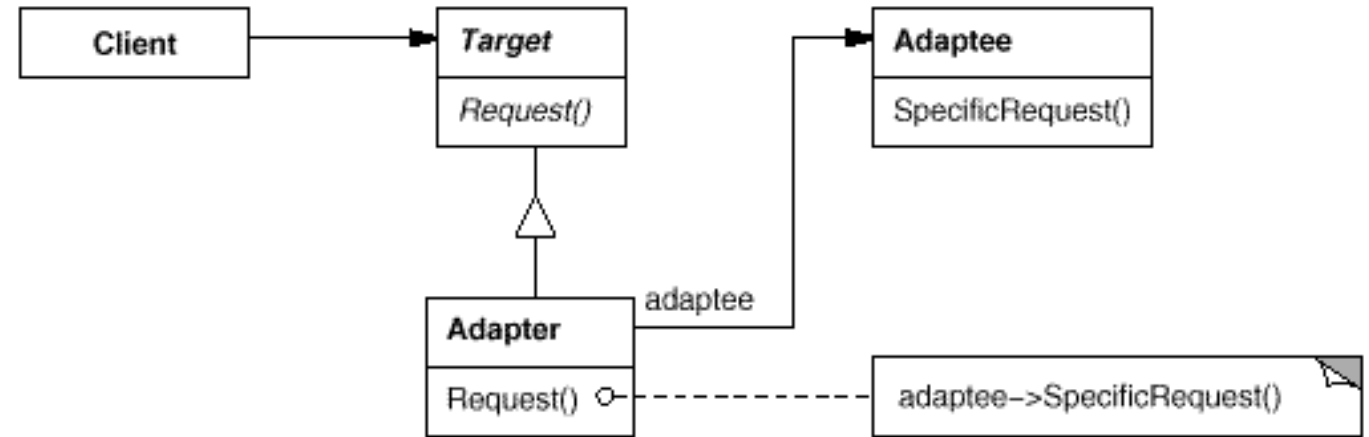 Client
Target
Request()
Adaptee
SpecificRequest()
adaptee
Adapter
Request()
adaptee->SpecificRequest()